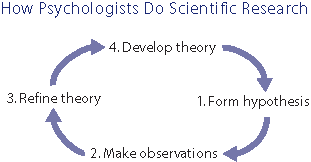 How Psychologists Do Scientific Research
4. Develop theory
3. Refine theory
1. Form hypothesis
2. Make observations